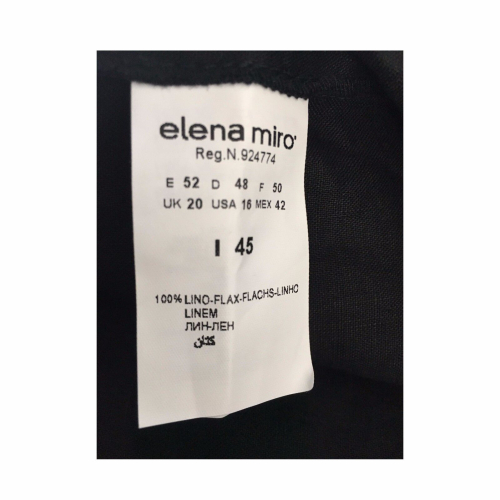 elena miro
Reg.N.924774
E 52 D 48 F 50
UK 20 USA 16 MEX 42
I 45
100% LINO-FLAX-FLACHS-LINHO
LINEM
ЛИН-ЛЕН
كتان